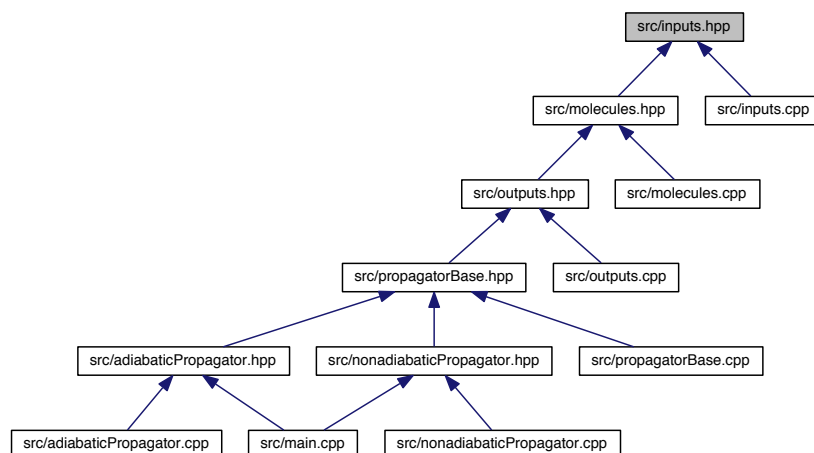 src/inputs.hpp
src/molecules.hpp
src/inputs.cpp
src/outputs.hpp
src/molecules.cpp
src/propagatorBase.hpp
src/outputs.cpp
src/adiabaticPropagator.hpp
src/nonadiabaticPropagator.hpp
src/propagatorBase.cpp
src/adiabaticPropagator.cpp
src/main.cpp
src/nonadiabaticPropagator.cpp